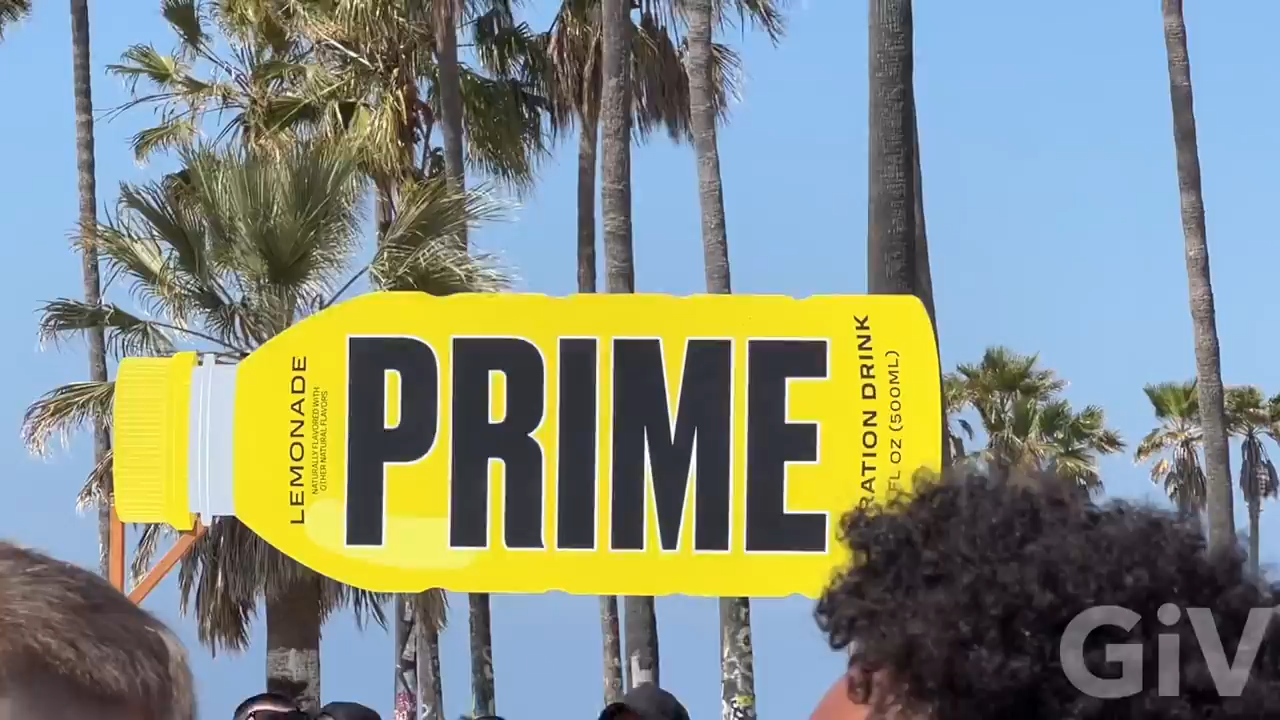 LEMONADE
NATURALLY FLAVORED WITH
OTHER NATURAL FLAVORS
PRIME
RATION DRINK
FL OZ (500ML)
GiV